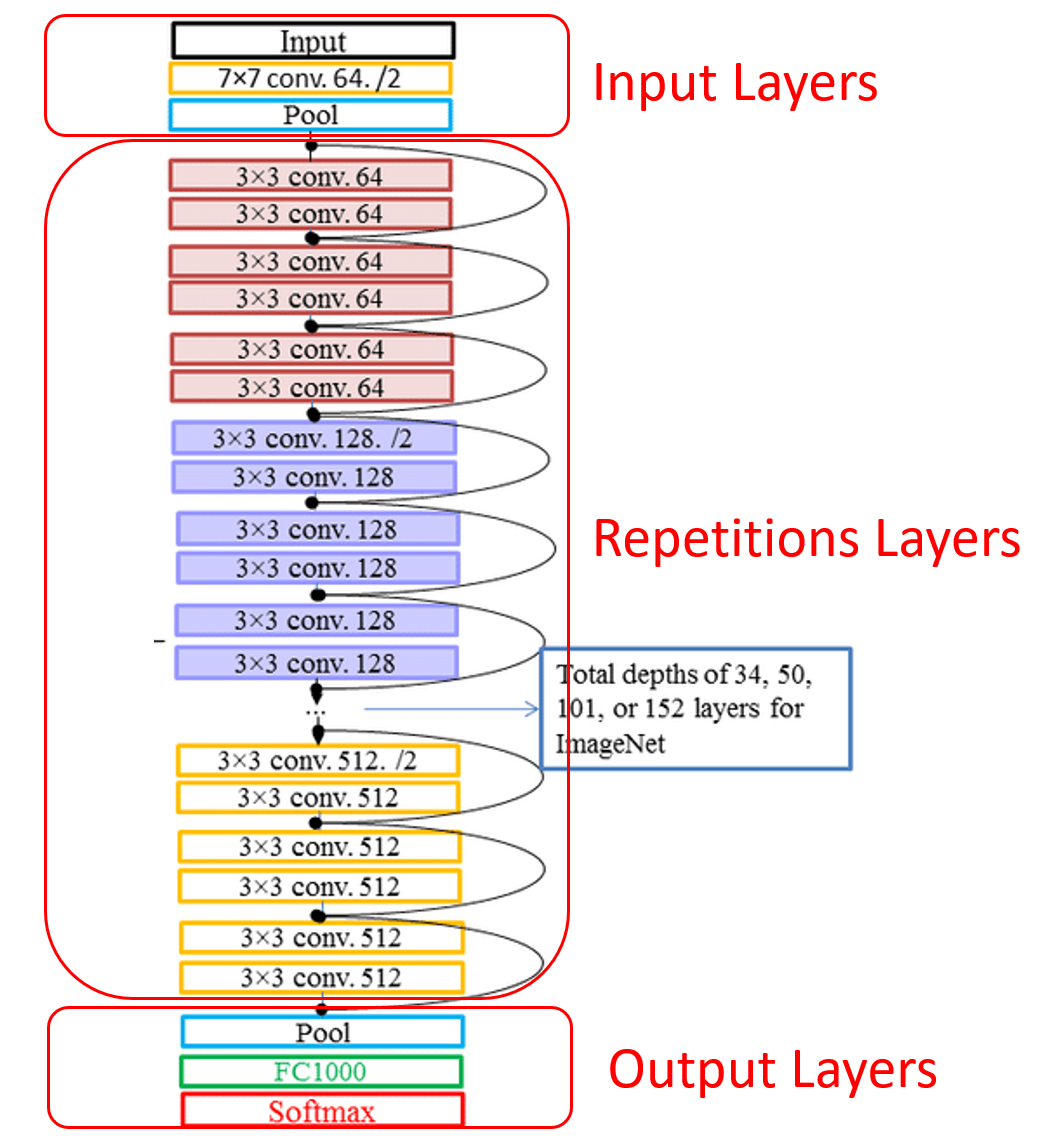 Input
7×7 conv. 64. /2
Pool
Input Layers
3×3 conv. 64
3×3 conv. 64
3×3 conv. 64
3×3 conv. 64
3×3 conv. 64
3×3 conv. 64
3×3 conv. 128. /2
3×3 conv. 128
3×3 conv. 128
3×3 conv. 128
3×3 conv. 128
3×3 conv. 128
Repetitions Layers
...
Total depths of 34, 50,
101, or 152 layers for
ImageNet
3×3 conv. 512. /2
3×3 conv. 512
3×3 conv. 512
3×3 conv. 512
3×3 conv. 512
3×3 conv. 512
Pool
FC1000
Softmax
Output Layers